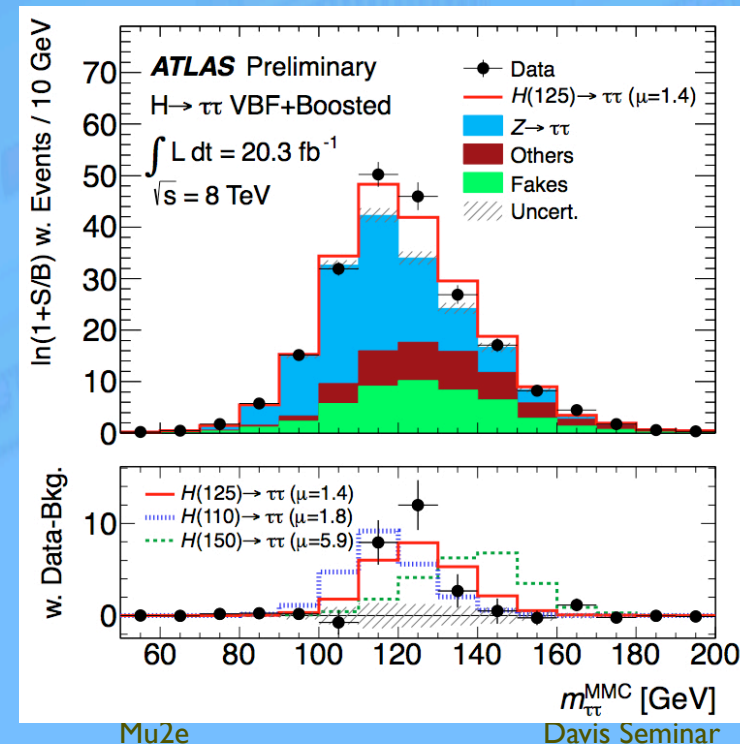 ATLAS Preliminary
H→ ττ VBF+Boosted
∫ L dt = 20.3 fb⁻¹
√s = 8 TeV
Data
H(125)→ ττ (μ=1.4)
Z→ ττ
Others
Fakes
Uncert.
ln(1+S/B) w. Events / 10 GeV
70
60
50
40
30
20
10
0
H(125)→ ττ (μ=1.4)
H(110)→ ττ (μ=1.8)
H(150)→ ττ (μ=5.9)
w. Data-Bkg.
10
0
60 80 100 120 140 160 180 200
m_ττ^MMC [GeV]
Mu2e Davis Seminar